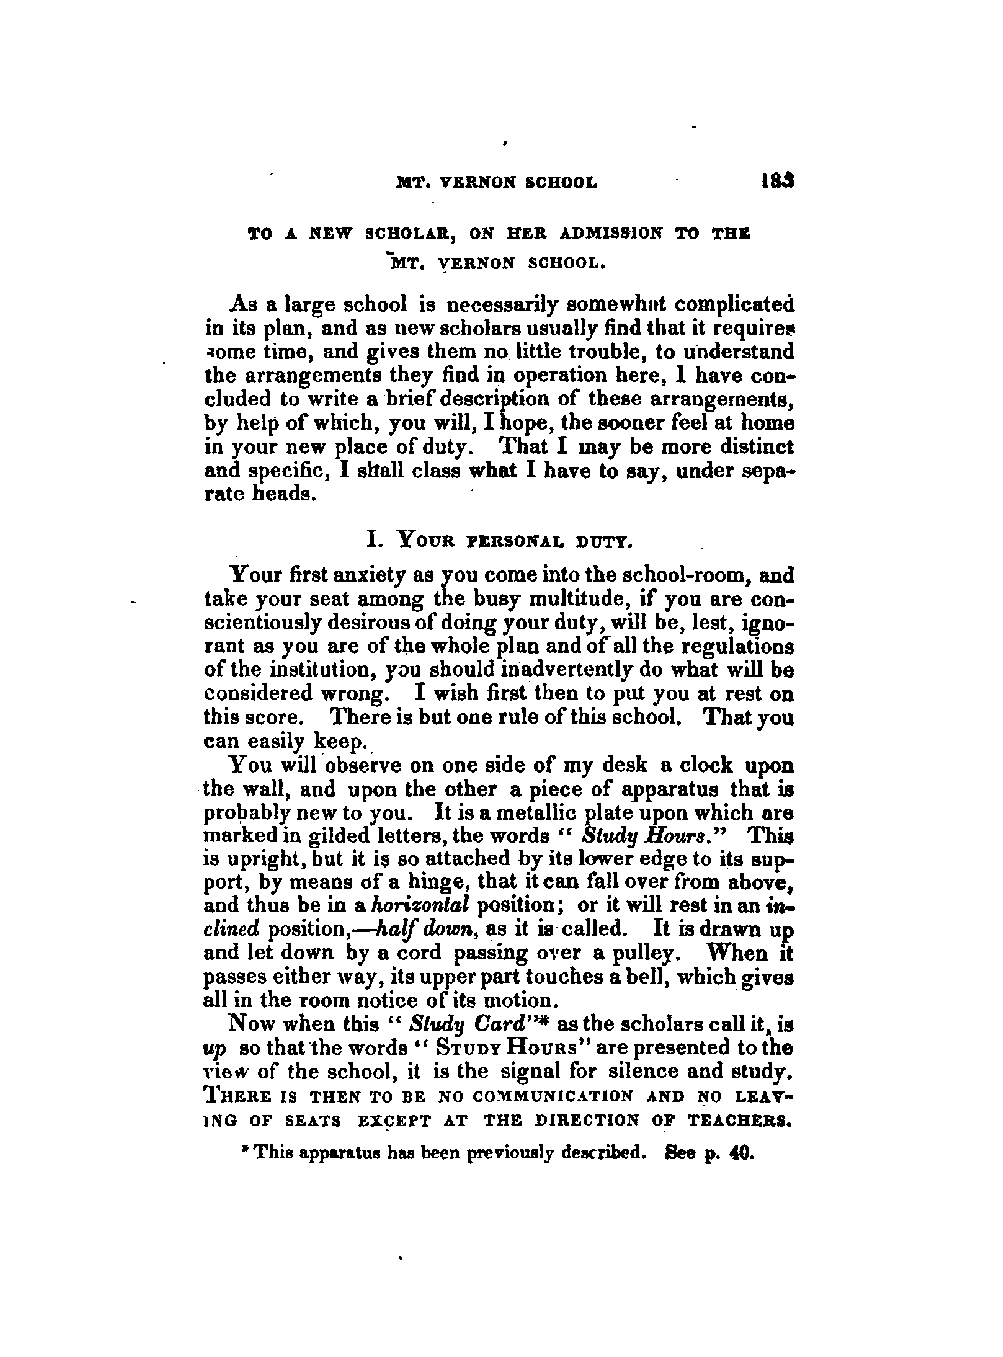 MT. VERNON SCHOOL 183
TO A NEW SCHOLAR, ON HER ADMISSION TO THE
MT. VERNON SCHOOL.
As a large school is necessarily somewhat complicated
in its plan, and as new scholars usually find that it requires
some time, and gives them no little trouble, to understand
the arrangements they find in operation here, I have con-
cluded to write a brief description of these arrangements,
by help of which, you will, I hope, the sooner feel at home
in your new place of duty. That I may be more distinct
and specific, I shall class what I have to say, under sepa-
rate heads.
I. YOUR PERSONAL DUTY.
Your first anxiety as you come into the school-room, and
take your seat among the busy multitude, if you are con-
scientiously desirous of doing your duty, will be, lest, igno-
rant as you are of the whole plan and of all the regulations
of the institution, you should inadvertently do what will be
considered wrong. I wish first then to put you at rest on
this score. There is but one rule of this school. That you
can easily keep.
You will observe on one side of my desk a clock upon
the wall, and upon the other a piece of apparatus that is
probably new to you. It is a metallic plate upon which are
marked in gilded letters, the words “ Study Hours.” This
is upright, but it is so attached by its lower edge to its sup-
port, by means of a hinge, that it can fall over from above,
and thus be in a horizontal position; or it will rest in an in-
clined position,—half down, as it is called. It is drawn up
and let down by a cord passing over a pulley. When it
passes either way, its upper part touches a bell, which gives
all in the room notice of its motion.
Now when this “ Study Card”* as the scholars call it, is
up so that the words “ STUDY HOURS” are presented to the
view of the school, it is the signal for silence and study.
THERE IS THEN TO BE NO COMMUNICATION AND NO LEAV-
ING OF SEATS EXCEPT AT THE DIRECTION OF TEACHERS.
* This apparatus has been previously described. See p. 40.